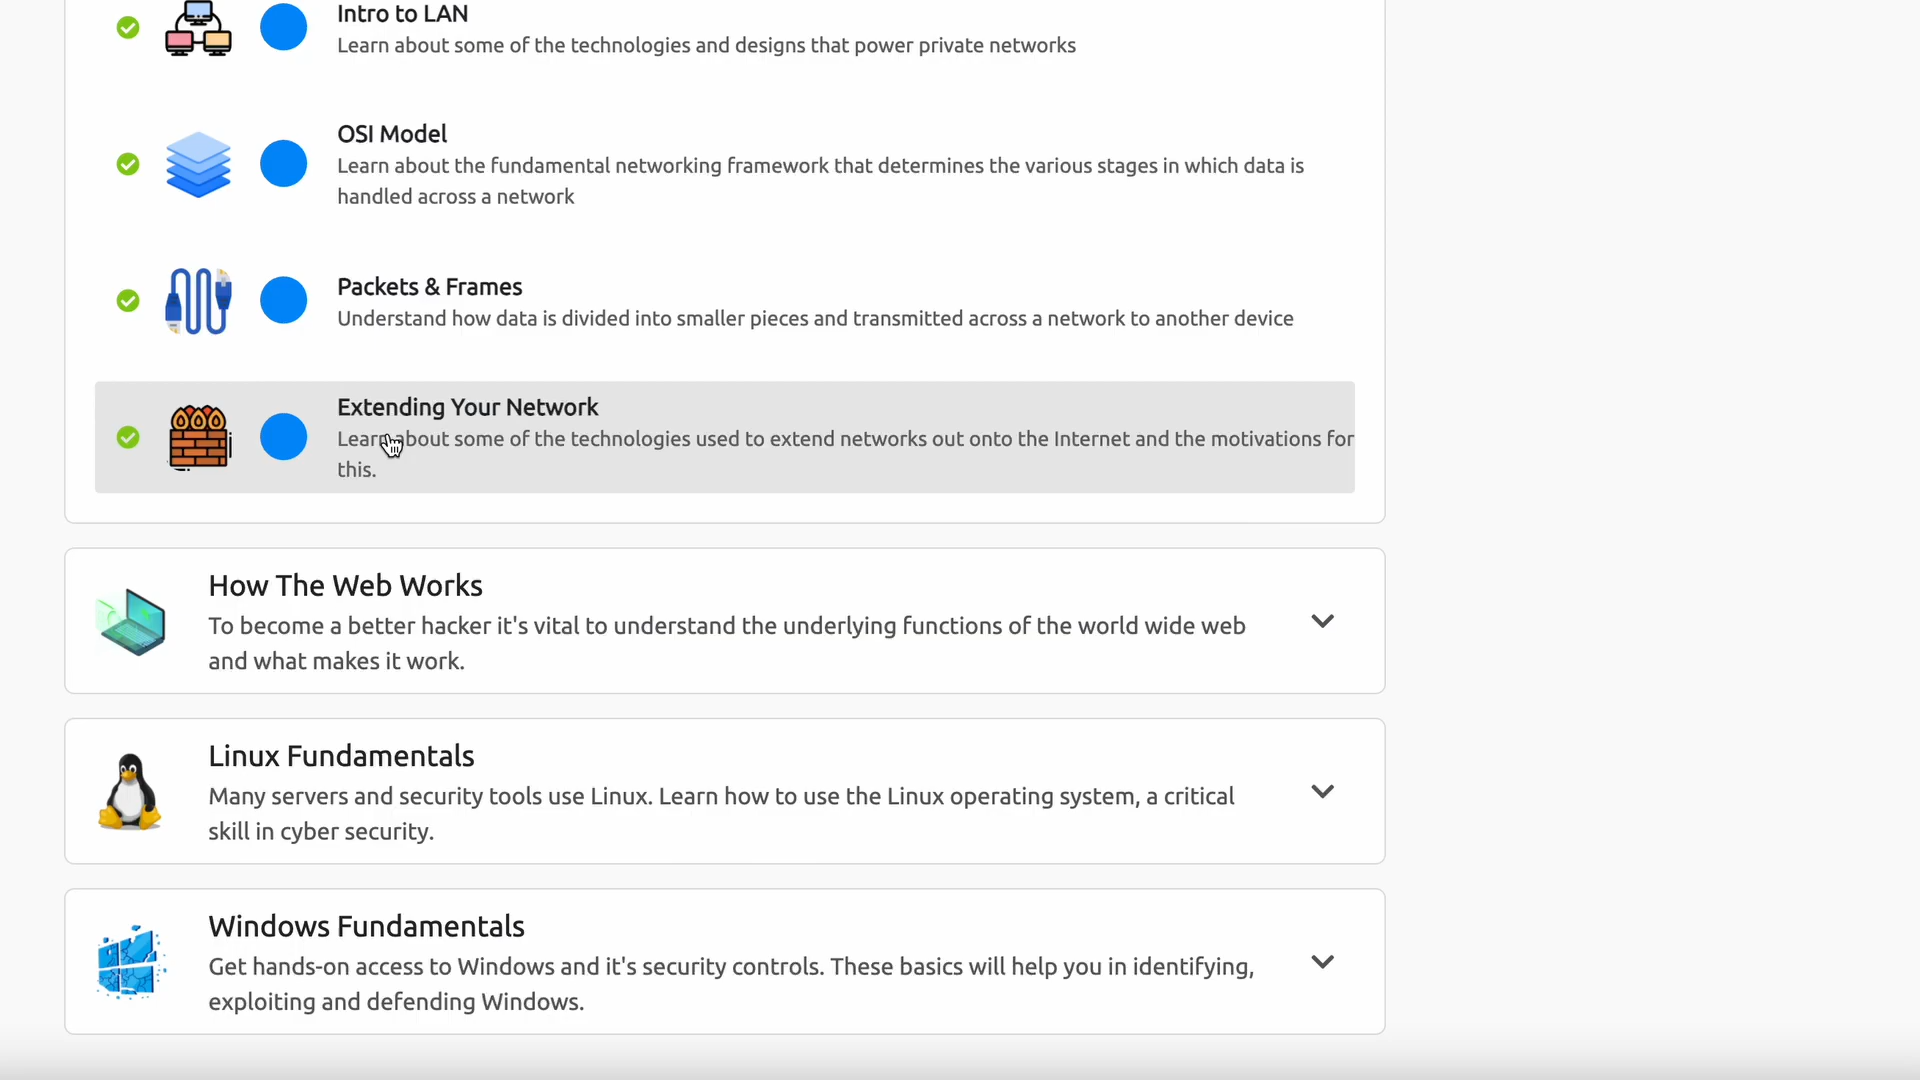 Intro to LAN
Learn about some of the technologies and designs that power private networks
OSI Model
Learn about the fundamental networking framework that determines the various stages in which data is
handled across a network
Packets & Frames
Understand how data is divided into smaller pieces and transmitted across a network to another device
Extending Your Network
Learn about some of the technologies used to extend networks out onto the Internet and the motivations for
this.
How The Web Works
To become a better hacker it's vital to understand the underlying functions of the world wide web
and what makes it work.
Linux Fundamentals
Many servers and security tools use Linux. Learn how to use the Linux operating system, a critical
skill in cyber security.
Windows Fundamentals
Get hands-on access to Windows and it's security controls. These basics will help you in identifying,
exploiting and defending Windows.